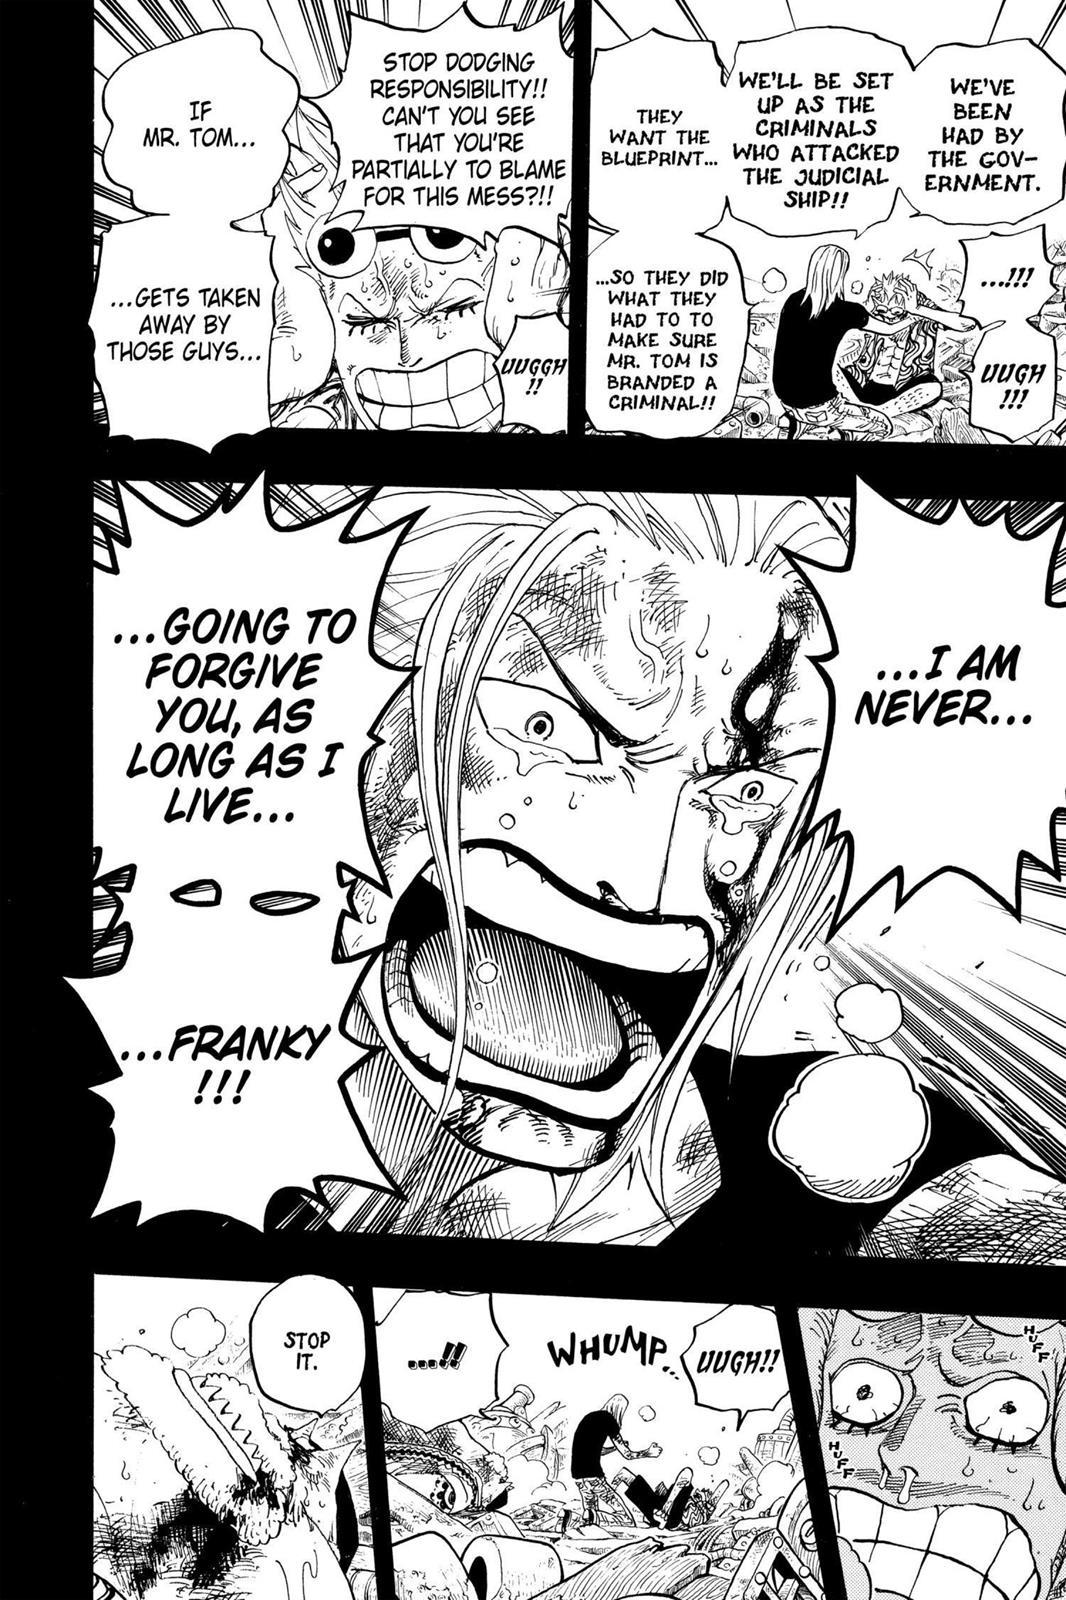 WE'VE
BEEN
HAD BY
THE GOV-
ERNMENT.
WE'LL BE SET
UP AS THE
CRIMINALS
WHO ATTACKED
THE JUDICIAL
SHIP!!
THEY
WANT THE
BLUEPRINT...
...SO THEY DID
WHAT THEY
HAD TO TO
MAKE SURE
MR. TOM IS
BRANDED A
CRIMINAL!!
...!!!
UUGH
!!!
STOP DODGING
RESPONSIBILITY!!
CAN'T YOU SEE
THAT YOU'RE
PARTIALLY TO BLAME
FOR THIS MESS?!!
UUGGH
!!
IF
MR. TOM...
...GETS TAKEN
AWAY BY
THOSE GUYS...
...I AM
NEVER...
...GOING TO
FORGIVE
YOU, AS
LONG AS I
LIVE...
...FRANKY
!!!
HUFF
HUFF
UUGH!!
WHUMP..
...!!
STOP
IT.